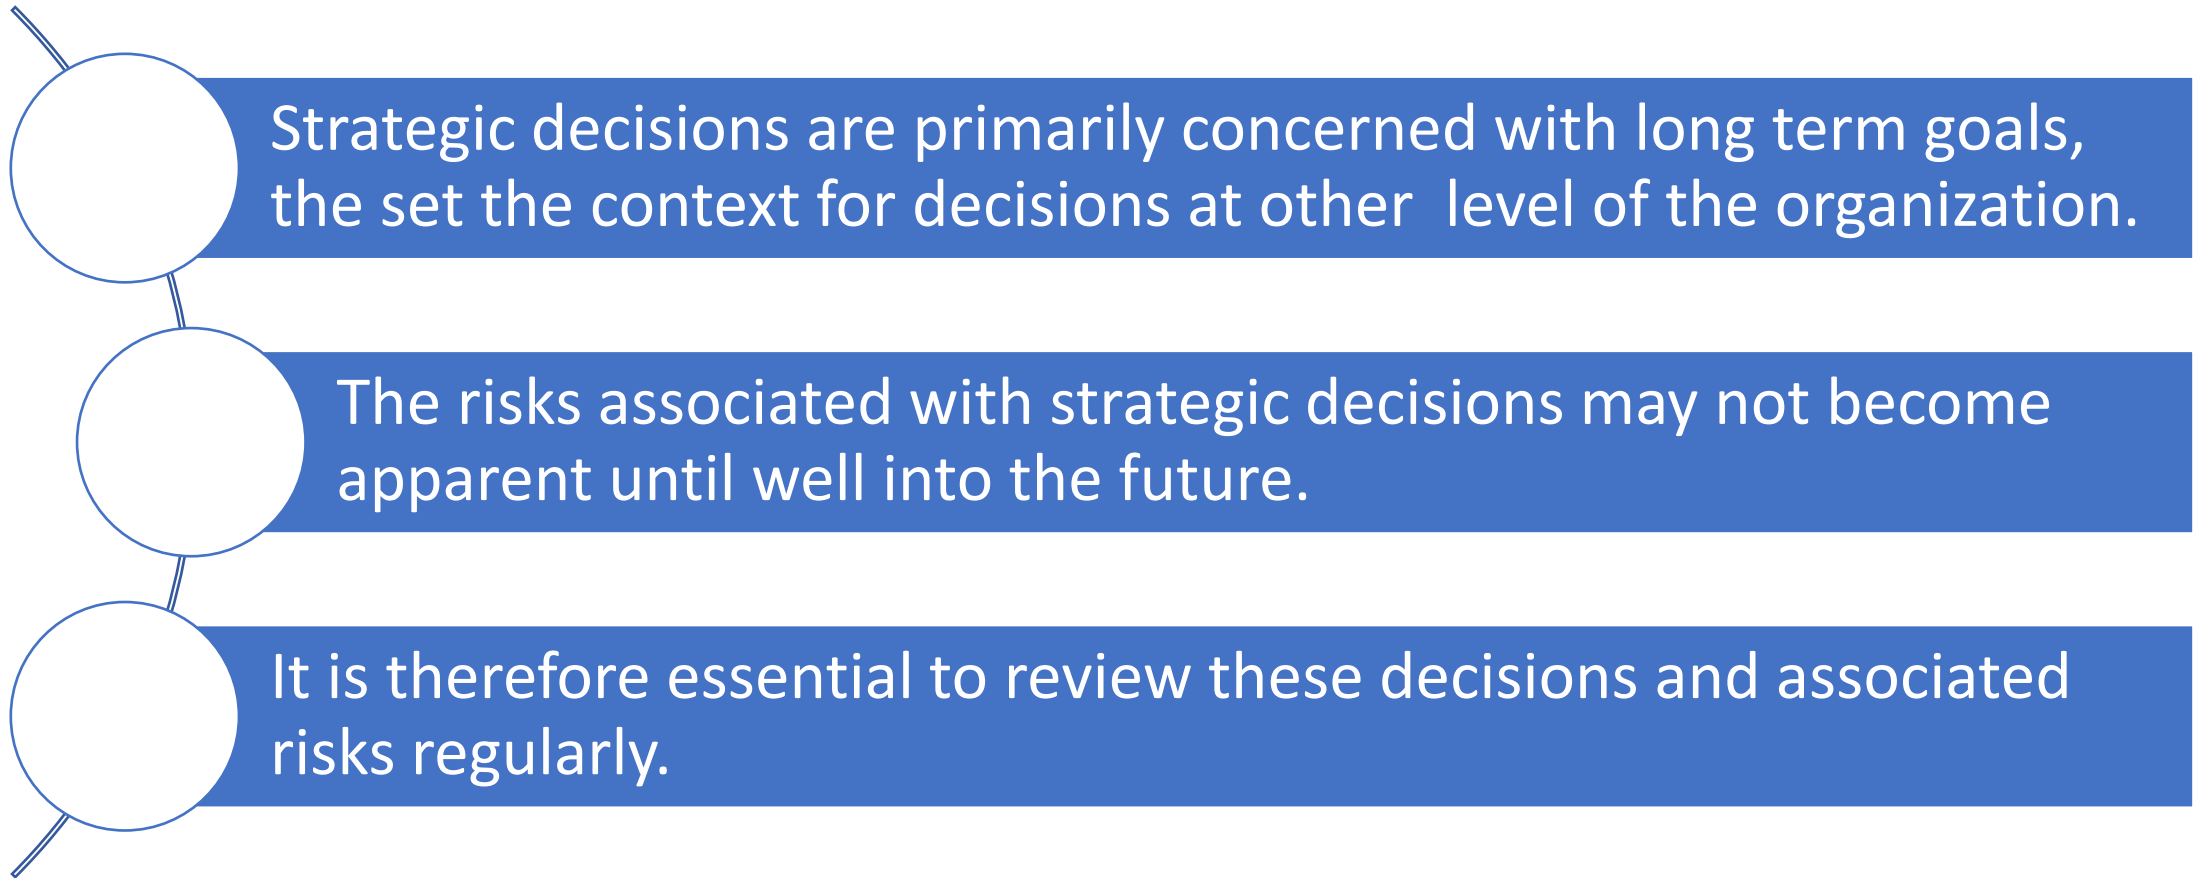 Strategic decisions are primarily concerned with long term goals,
the set the context for decisions at other  level of the organization.
The risks associated with strategic decisions may not become
apparent until well into the future.
It is therefore essential to review these decisions and associated
risks regularly.